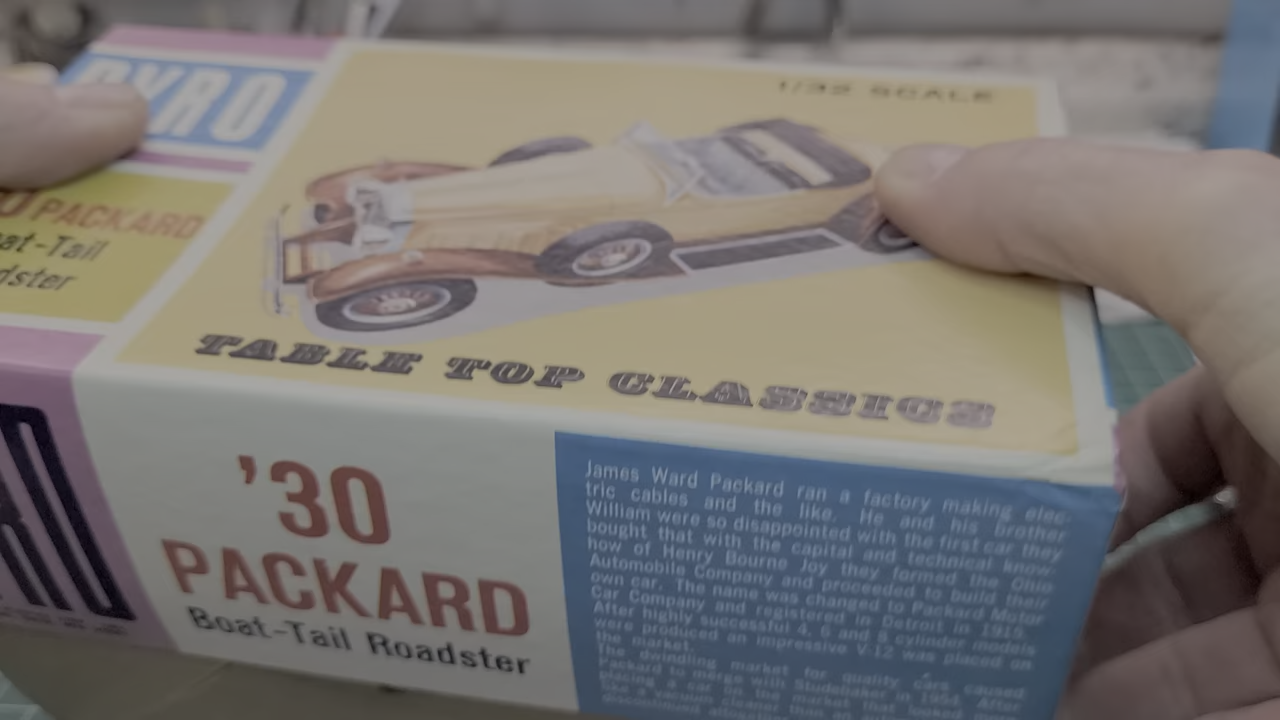 PYRO
1/32 SCALE
PACKARD
Boat-Tail
Roadster
TABLE TOP CLASSICS
'30
PACKARD
Boat-Tail Roadster
James Ward Packard ran a factory making elec-
tric cables and the like. He and his brother
William were so disappointed with the first car they
bought that with the capital and technical know-
how of Henry Bourne Joy they formed the Ohio
Automobile Company and proceeded to build their
own car. The name was changed to Packard Motor
Car Company and registered in Detroit in 1915.
After highly successful 4, 6 and 8 cylinder models
were produced an impressive V-12 was placed on
the market.
The dwindling market for quality cars caused
Packard to merge with Studebaker in 1954. After
placing a car on the market that looked more
like a vacuum cleaner than an
discontinued